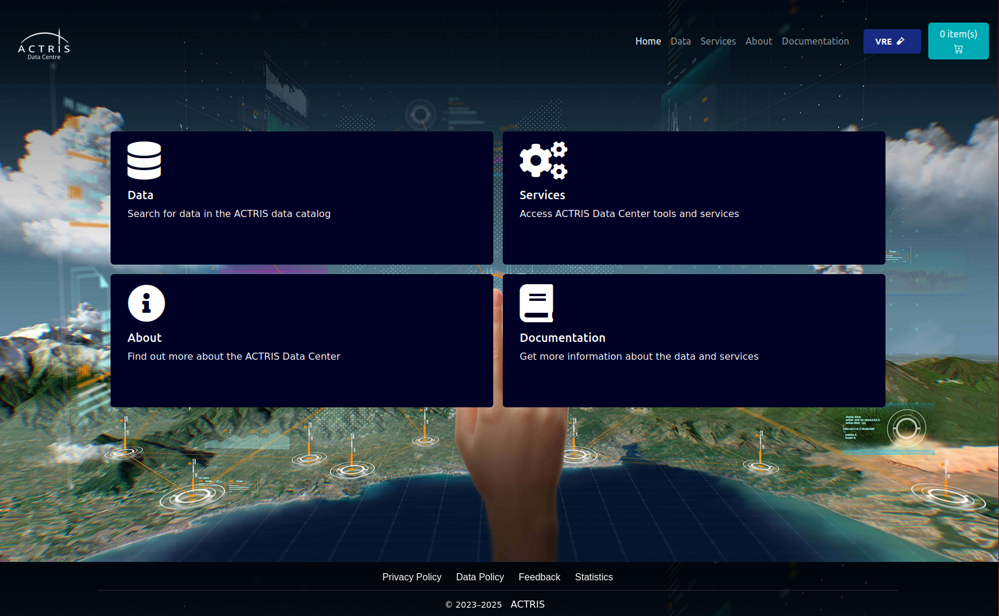 ACTRIS
Data Centre
Home Data Services About Documentation
VRE
0 item(s)
Data
Search for data in the ACTRIS data catalog
Services
Access ACTRIS Data Center tools and services
About
Find out more about the ACTRIS Data Center
Documentation
Get more information about the data and services
Privacy Policy Data Policy Feedback Statistics
© 2023–2025 ACTRIS